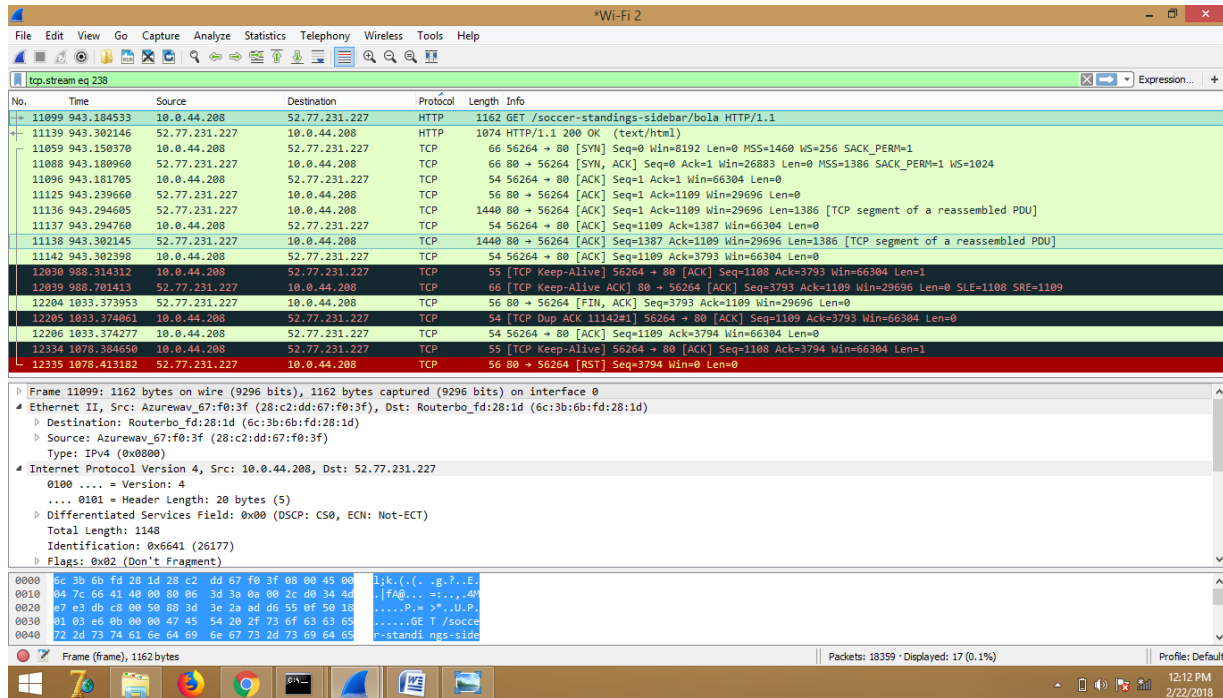 *Wi-Fi 2
File Edit View Go Capture Analyze Statistics Telephony Wireless Tools Help
tcp.stream eq 238 Expression... +
No. Time Source Destination Protocol Length Info
11099 943.184533 10.0.44.208 52.77.231.227 HTTP 1162 GET /soccer-standings-sidebar/bola HTTP/1.1
11139 943.302146 52.77.231.227 10.0.44.208 HTTP 1074 HTTP/1.1 200 OK (text/html)
11059 943.150370 10.0.44.208 52.77.231.227 TCP 66 56264 → 80 [SYN] Seq=0 Win=8192 Len=0 MSS=1460 WS=256 SACK_PERM=1
11088 943.180960 52.77.231.227 10.0.44.208 TCP 66 80 → 56264 [SYN, ACK] Seq=0 Ack=1 Win=26883 Len=0 MSS=1386 SACK_PERM=1 WS=1024
11096 943.181705 10.0.44.208 52.77.231.227 TCP 54 56264 → 80 [ACK] Seq=1 Ack=1 Win=66304 Len=0
11125 943.239660 52.77.231.227 10.0.44.208 TCP 56 80 → 56264 [ACK] Seq=1 Ack=1109 Win=29696 Len=0
11136 943.294605 52.77.231.227 10.0.44.208 TCP 1440 80 → 56264 [ACK] Seq=1 Ack=1109 Win=29696 Len=1386 [TCP segment of a reassembled PDU]
11137 943.294760 10.0.44.208 52.77.231.227 TCP 54 56264 → 80 [ACK] Seq=1109 Ack=1387 Win=66304 Len=0
11138 943.302145 52.77.231.227 10.0.44.208 TCP 1440 80 → 56264 [ACK] Seq=1387 Ack=1109 Win=29696 Len=1386 [TCP segment of a reassembled PDU]
11142 943.302398 10.0.44.208 52.77.231.227 TCP 54 56264 → 80 [ACK] Seq=1109 Ack=3793 Win=66304 Len=0
12030 988.314312 10.0.44.208 52.77.231.227 TCP 55 [TCP Keep-Alive] 56264 → 80 [ACK] Seq=1108 Ack=3793 Win=66304 Len=1
12039 988.701413 52.77.231.227 10.0.44.208 TCP 66 [TCP Keep-Alive ACK] 80 → 56264 [ACK] Seq=3793 Ack=1109 Win=29696 Len=0 SLE=1108 SRE=1109
12204 1033.373953 52.77.231.227 10.0.44.208 TCP 56 80 → 56264 [FIN, ACK] Seq=3793 Ack=1109 Win=29696 Len=0
12205 1033.374061 10.0.44.208 52.77.231.227 TCP 54 [TCP Dup ACK 11142#1] 56264 → 80 [ACK] Seq=1109 Ack=3793 Win=66304 Len=0
12206 1033.374277 10.0.44.208 52.77.231.227 TCP 54 56264 → 80 [ACK] Seq=1109 Ack=3794 Win=66304 Len=0
12334 1078.384650 10.0.44.208 52.77.231.227 TCP 55 [TCP Keep-Alive] 56264 → 80 [ACK] Seq=1108 Ack=3794 Win=66304 Len=1
12335 1078.413182 52.77.231.227 10.0.44.208 TCP 56 80 → 56264 [RST] Seq=3794 Win=0 Len=0
Frame 11099: 1162 bytes on wire (9296 bits), 1162 bytes captured (9296 bits) on interface 0
Ethernet II, Src: Azurewav_67:f0:3f (28:c2:dd:67:f0:3f), Dst: Routerbo_fd:28:1d (6c:3b:6b:fd:28:1d)
Destination: Routerbo_fd:28:1d (6c:3b:6b:fd:28:1d)
Source: Azurewav_67:f0:3f (28:c2:dd:67:f0:3f)
Type: IPv4 (0x0800)
Internet Protocol Version 4, Src: 10.0.44.208, Dst: 52.77.231.227
0100 .... = Version: 4
.... 0101 = Header Length: 20 bytes (5)
Differentiated Services Field: 0x00 (DSCP: CS0, ECN: Not-ECT)
Total Length: 1148
Identification: 0x6641 (26177)
Flags: 0x02 (Don't Fragment)
0000 6c 3b 6b fd 28 1d 28 c2 dd 67 f0 3f 08 00 45 00 l;k.(.(. .g.?..E.
0010 04 7c 66 41 40 00 80 06 3d 3a 0a 00 2c d0 34 4d .|fA@... =:..,.4M
0020 e7 e3 db c8 00 50 88 3d 3e 2a ad d6 55 0f 50 18 .....P.= >*..U.P.
0030 01 03 e6 0b 00 00 47 45 54 20 2f 73 6f 63 63 65 ......GE T /socce
0040 72 2d 73 74 61 6e 64 69 6e 67 73 2d 73 69 64 65 r-standi ngs-side
Frame (frame), 1162 bytes Packets: 18359 · Displayed: 17 (0.1%) Profile: Default
12:12 PM
2/22/2018